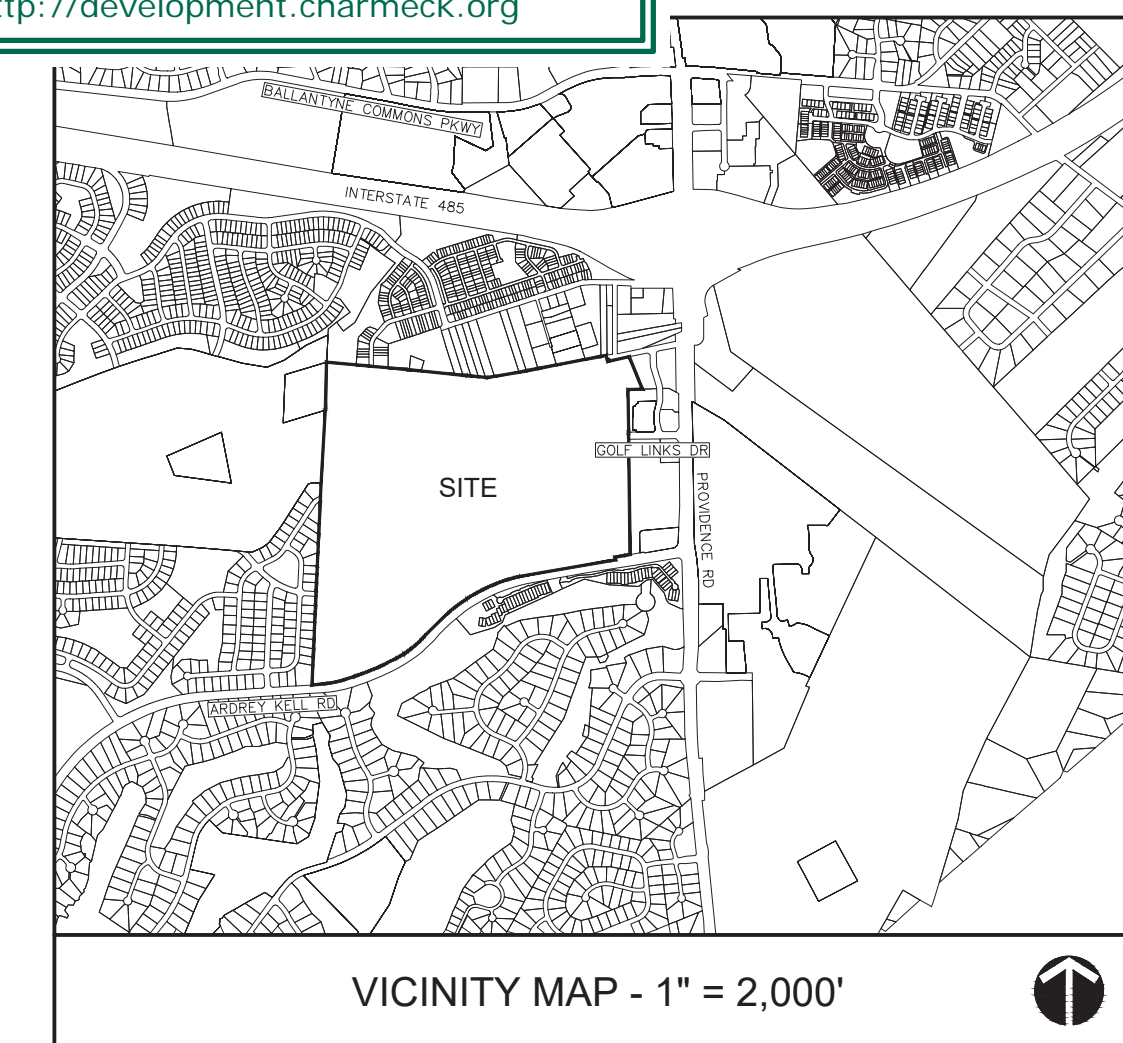 ttp://development.charmeck.org
BALLANTYNE COMMONS PKWY
INTERSTATE 485
GOLF LINKS DR
SITE
PROVIDENCE RD
ARDREY KELL RD
VICINITY MAP - 1" = 2,000'